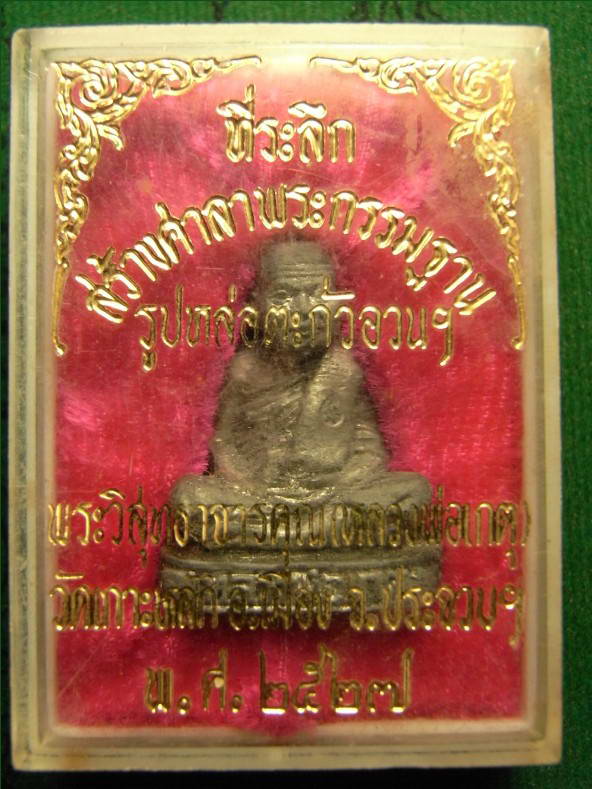 ที่ระลึก
สร้างศาลาพระกรรมฐาน
รูปหล่อตะกั่วอวนฯ
พระวิสุทธาจารคุณ(หลวงพ่อเกตุ)
วัดเกาะหลัก อ.เมือง จ.ประจวบฯ
พ.ศ.๒๕๒๗